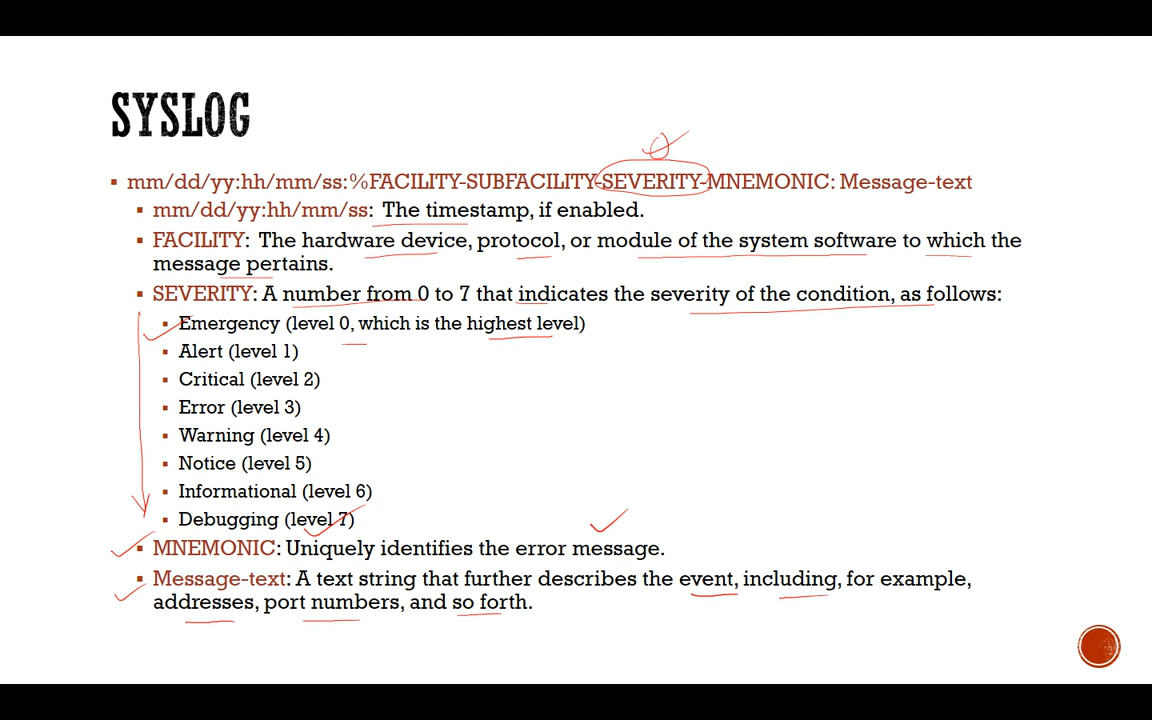 SYSLOG
▪ mm/dd/yy:hh/mm/ss:%FACILITY-SUBFACILITY-SEVERITY-MNEMONIC: Message-text
▪ mm/dd/yy:hh/mm/ss: The timestamp, if enabled.
▪ FACILITY: The hardware device, protocol, or module of the system software to which the
message pertains.
▪ SEVERITY: A number from 0 to 7 that indicates the severity of the condition, as follows:
▪ Emergency (level 0, which is the highest level)
▪ Alert (level 1)
▪ Critical (level 2)
▪ Error (level 3)
▪ Warning (level 4)
▪ Notice (level 5)
▪ Informational (level 6)
▪ Debugging (level 7)
▪ MNEMONIC: Uniquely identifies the error message.
▪ Message-text: A text string that further describes the event, including, for example,
addresses, port numbers, and so forth.